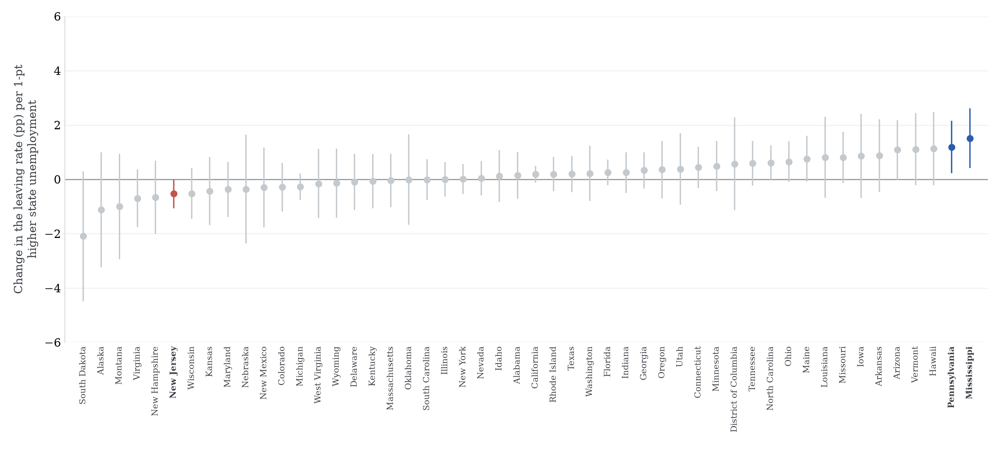 Change in the leaving rate (pp) per 1-pt
higher state unemployment
6
4
2
0
−2
−4
−6
South Dakota
Alaska
Montana
Virginia
New Hampshire
New Jersey
Wisconsin
Kansas
Maryland
Nebraska
New Mexico
Colorado
Michigan
West Virginia
Wyoming
Delaware
Kentucky
Massachusetts
Oklahoma
South Carolina
Illinois
New York
Nevada
Idaho
Alabama
California
Rhode Island
Texas
Washington
Florida
Indiana
Georgia
Oregon
Utah
Connecticut
Minnesota
District of Columbia
Tennessee
North Carolina
Ohio
Maine
Louisiana
Missouri
Iowa
Arkansas
Arizona
Vermont
Hawaii
Pennsylvania
Mississippi